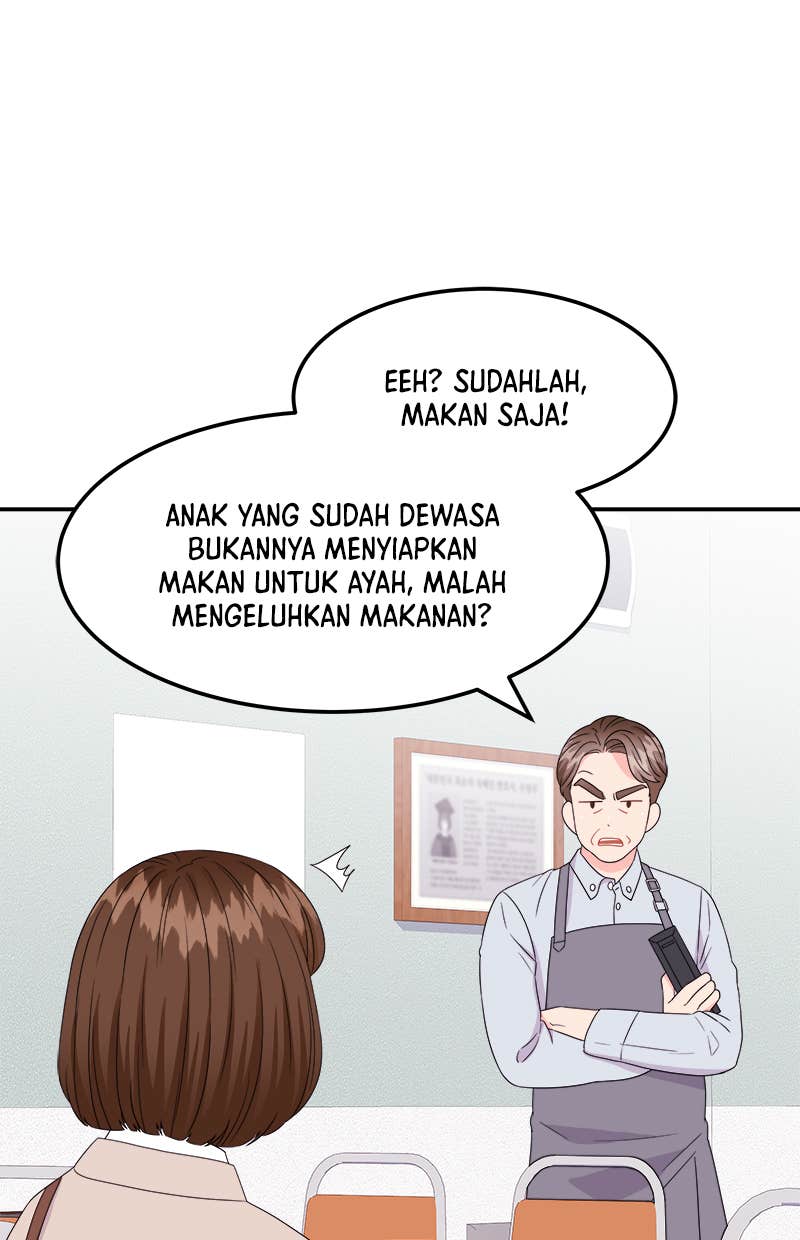 EEH? SUDAHLAH,
MAKAN SAJA!
ANAK YANG SUDAH DEWASA
BUKANNYA MENYIAPKAN
MAKAN UNTUK AYAH, MALAH
MENGELUHKAN MAKANAN?